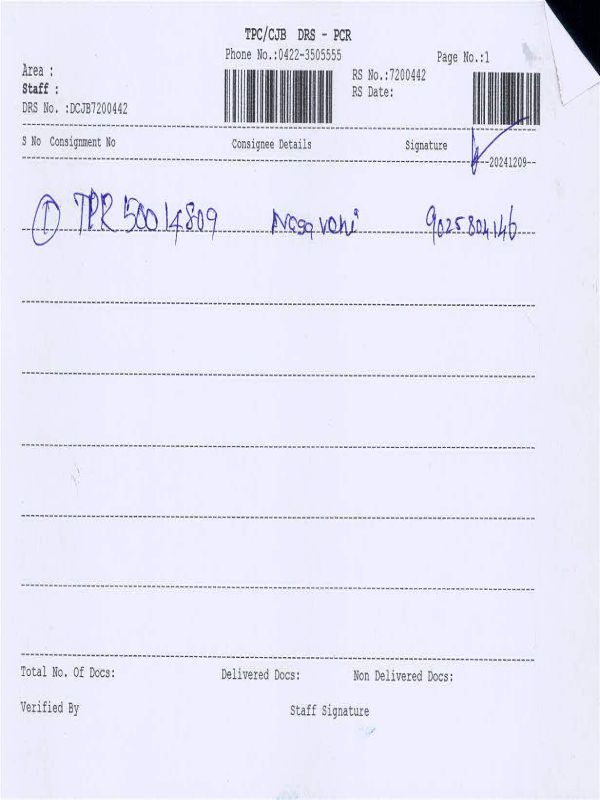 TPC/CJB DRS - PCR
Phone No.:0422-3505555
Page No.:1
Area :
RS No.:7200442
Staff :
RS Date:
DRS No. :DCJB7200442
S No Consignment No Consignee Details Signature
20241209
① TPR 50014809 Nagavani 9025804146
Total No. Of Docs: Delivered Docs: Non Delivered Docs:
Verified By Staff Signature